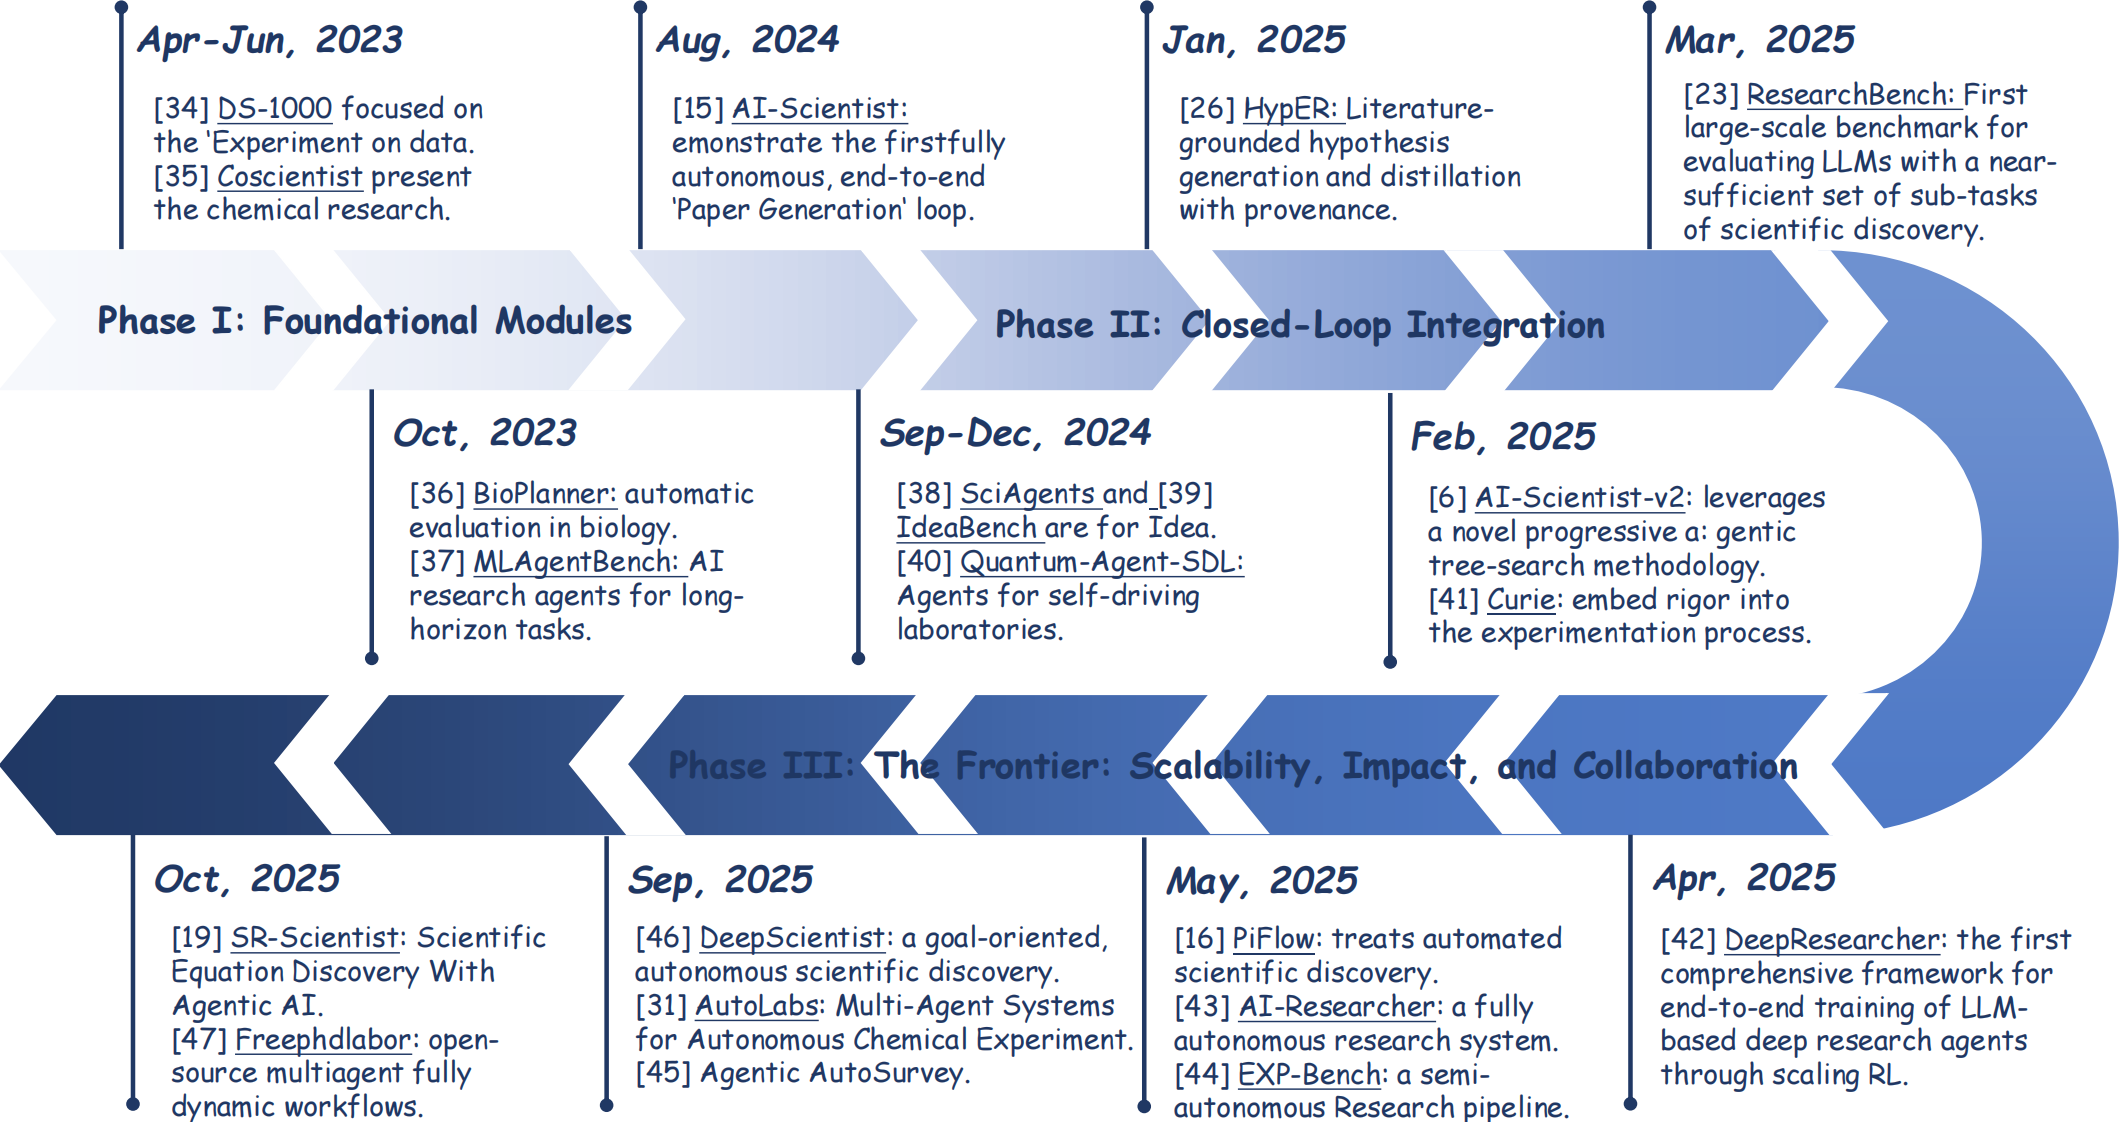 Apr-Jun, 2023
[34] DS-1000 focused on
the 'Experiment on data.
[35] Coscientist present
the chemical research.
Aug, 2024
[15] AI-Scientist:
emonstrate the firstfully
autonomous, end-to-end
'Paper Generation' loop.
Jan, 2025
[26] HypER: Literature-
grounded hypothesis
generation and distillation
with provenance.
Mar, 2025
[23] ResearchBench: First
large-scale benchmark for
evaluating LLMs with a near-
sufficient set of sub-tasks
of scientific discovery.
Phase I: Foundational Modules
Phase II: Closed-Loop Integration
Oct, 2023
[36] BioPlanner: automatic
evaluation in biology.
[37] MLAgentBench: AI
research agents for long-
horizon tasks.
Sep-Dec, 2024
[38] SciAgents and [39]
IdeaBench are for Idea.
[40] Quantum-Agent-SDL:
Agents for self-driving
laboratories.
Feb, 2025
[6] AI-Scientist-v2: leverages
a novel progressive a: gentic
tree-search methodology.
[41] Curie: embed rigor into
the experimentation process.
Phase III: The Frontier: Scalability, Impact, and Collaboration
Oct, 2025
[19] SR-Scientist: Scientific
Equation Discovery With
Agentic AI.
[47] Freephdlabor: open-
source multiagent fully
dynamic workflows.
Sep, 2025
[46] DeepScientist: a goal-oriented,
autonomous scientific discovery.
[31] AutoLabs: Multi-Agent Systems
for Autonomous Chemical Experiment.
[45] Agentic AutoSurvey.
May, 2025
[16] PiFlow: treats automated
scientific discovery.
[43] AI-Researcher: a fully
autonomous research system.
[44] EXP-Bench: a semi-
autonomous Research pipeline.
Apr, 2025
[42] DeepResearcher: the first
comprehensive framework for
end-to-end training of LLM-
based deep research agents
through scaling RL.